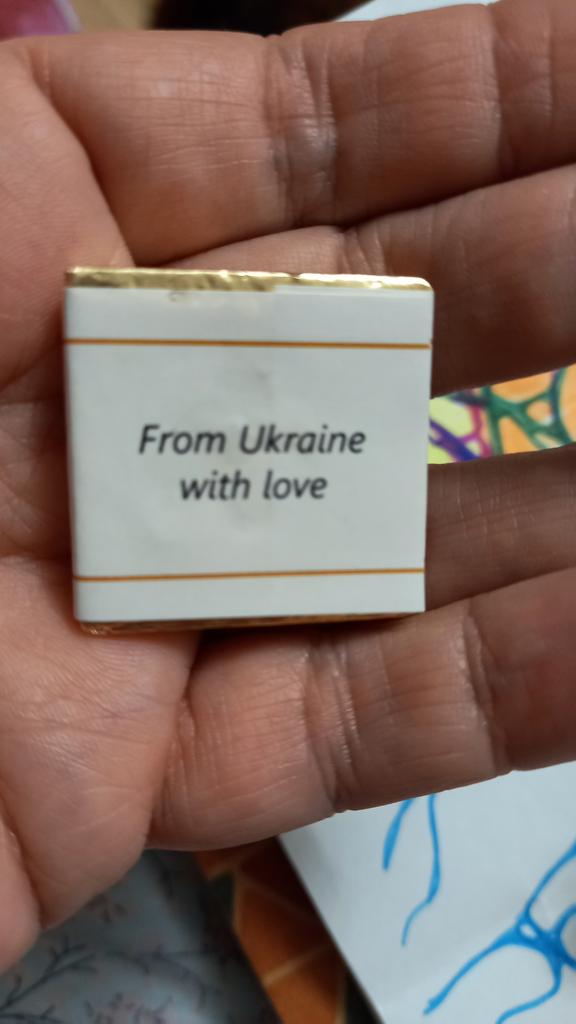 From Ukraine
with love